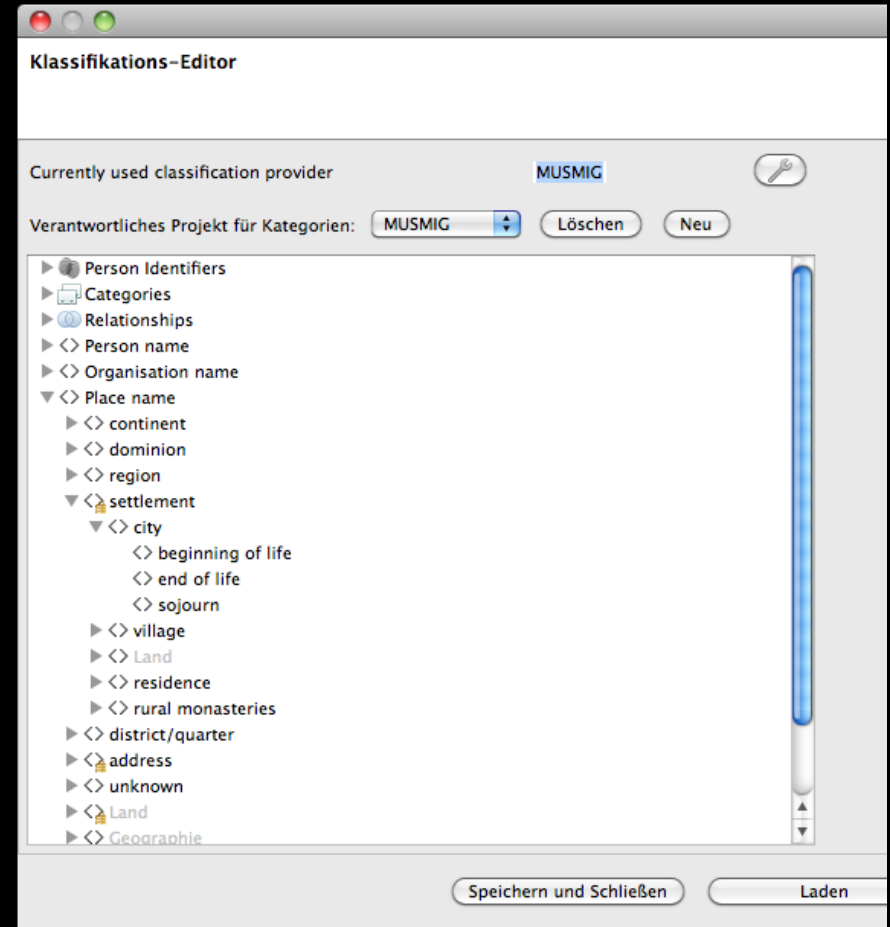 Klassifikations-Editor
Currently used classification provider MUSMIG
Verantwortliches Projekt für Kategorien: MUSMIG Löschen Neu
Person Identifiers
Categories
Relationships
<> Person name
<> Organisation name
<> Place name
<> continent
<> dominion
<> region
<> settlement
<> city
<> beginning of life
<> end of life
<> sojourn
<> village
<> Land
<> residence
<> rural monasteries
<> district/quarter
<> address
<> unknown
<> Land
<> Geographie
Speichern und Schließen Laden